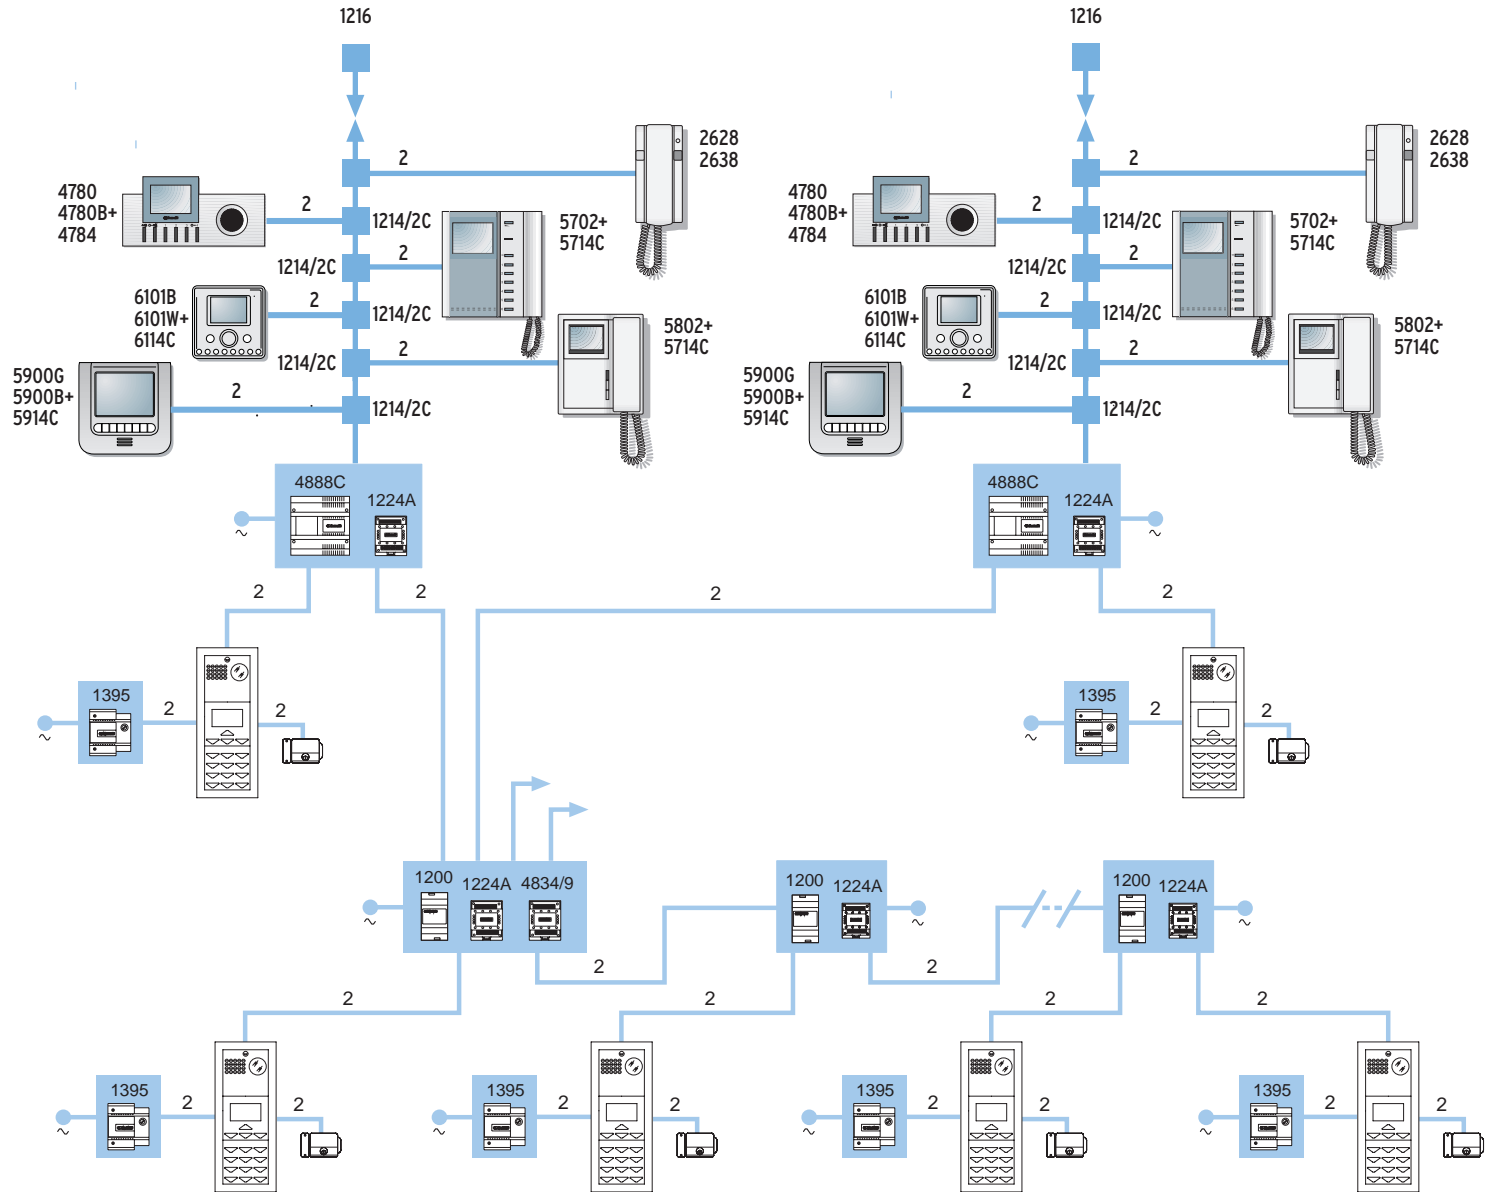 1216
1216
2
2628
2638
2
2628
2638
4780
4780B+
4784
2
1214/2C
5702+
5714C
4780
4780B+
4784
2
1214/2C
5702+
5714C
1214/2C
2
1214/2C
2
6101B
6101W+
6114C
2
1214/2C
6101B
6101W+
6114C
2
1214/2C
5802+
5714C
5802+
5714C
1214/2C
2
1214/2C
2
5900G
5900B+
5914C
2
1214/2C
5900G
5900B+
5914C
2
1214/2C
4888C
1224A
~
4888C
1224A
~
2
2
2
2
1395
2
2
~
1395
2
2
~
1200
1224A
4834/9
~
1200
1224A
~
1200
1224A
~
2
2
2
2
2
2
1395
2
2
~
1395
2
2
~
1395
2
2
~
1395
2
2
~